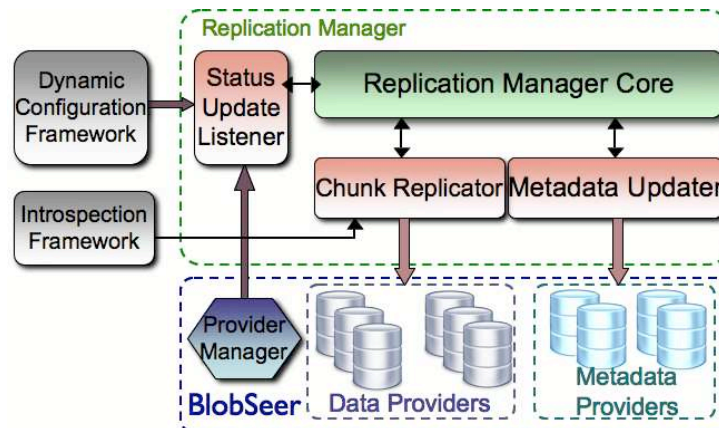 Replication Manager
Dynamic
Configuration
Framework
Status
Update
Listener
Replication Manager Core
Chunk Replicator
Metadata Updater
Introspection
Framework
Provider
Manager
BlobSeer
Data Providers
Metadata
Providers